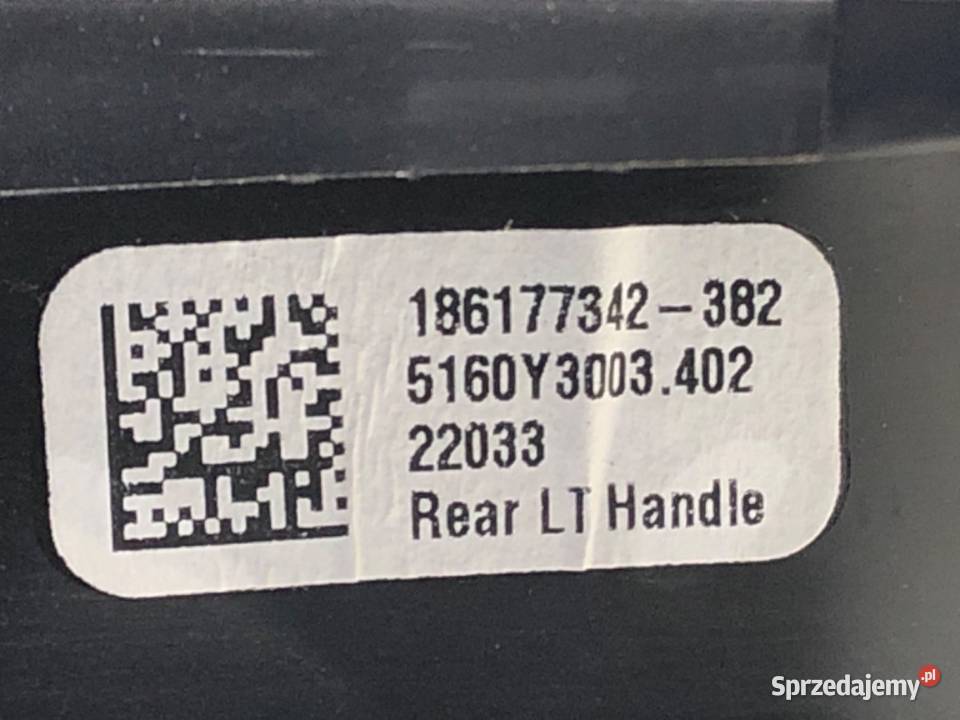 186177342-382
5160Y3003.402
22033
Rear LT Handle
Sprzedajemy.pl